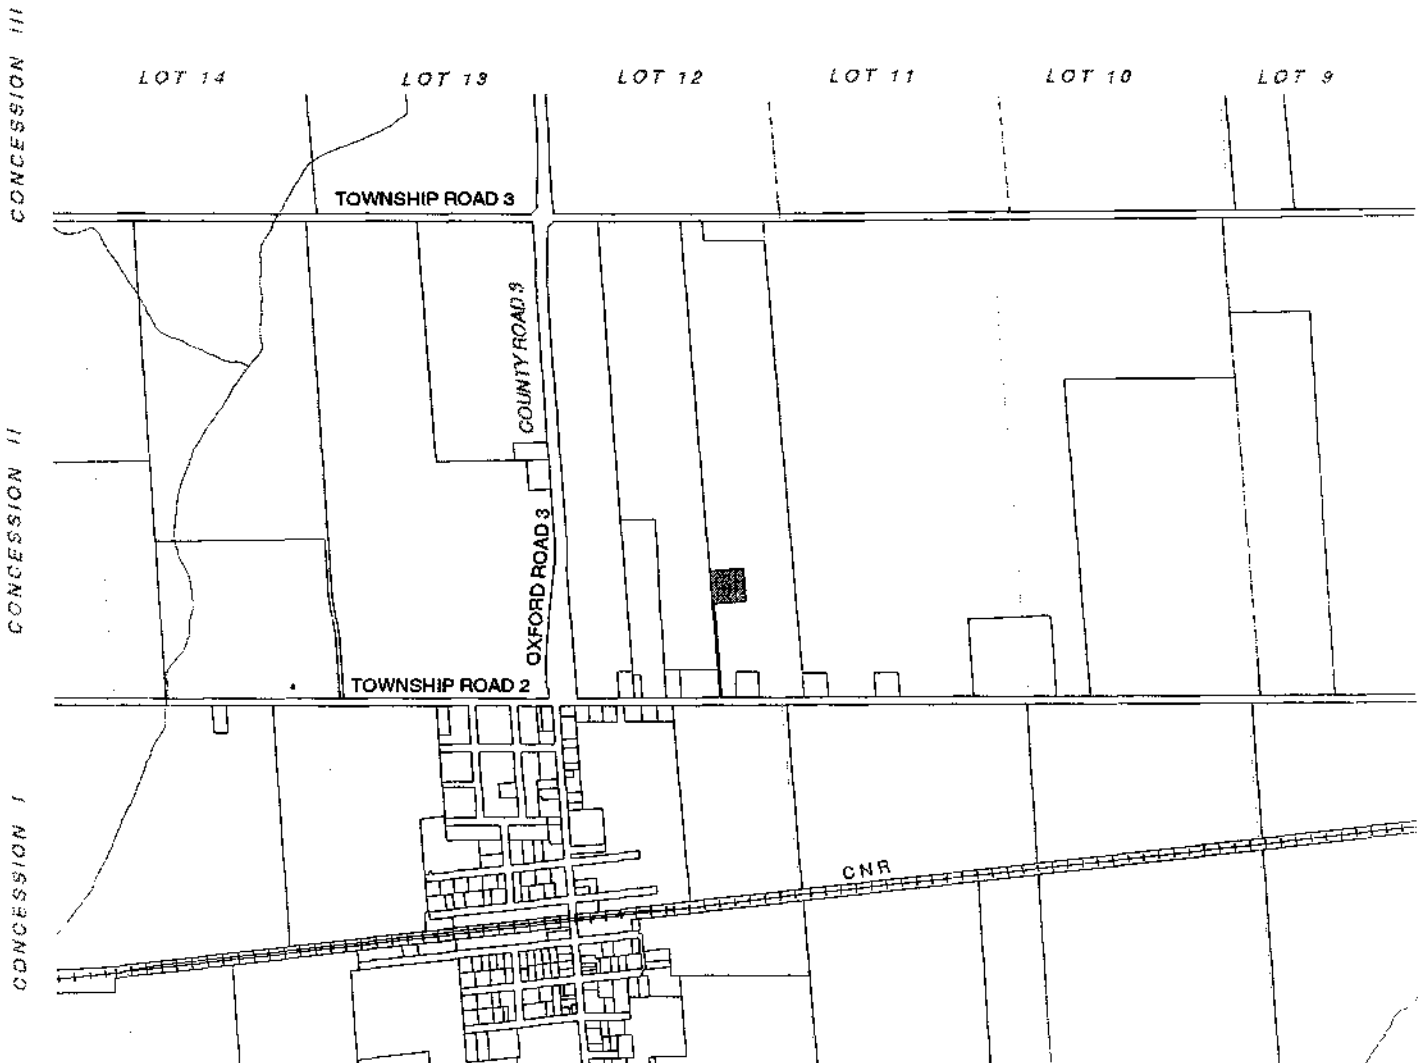 CONCESSION III
LOT 14
LOT 13
LOT 12
LOT 11
LOT 10
LOT 9
TOWNSHIP ROAD 3
COUNTY ROAD 3
CONCESSION II
OXFORD ROAD 3
TOWNSHIP ROAD 2
CONCESSION I
CNR